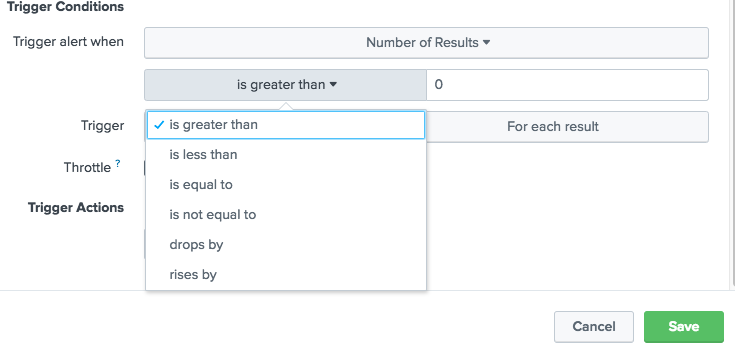 Trigger Conditions
Trigger alert when
Number of Results ▾
is greater than ▾
0
Trigger
✓ is greater than
For each result
is less than
Throttle ?
is equal to
Trigger Actions
is not equal to
drops by
rises by
Cancel
Save